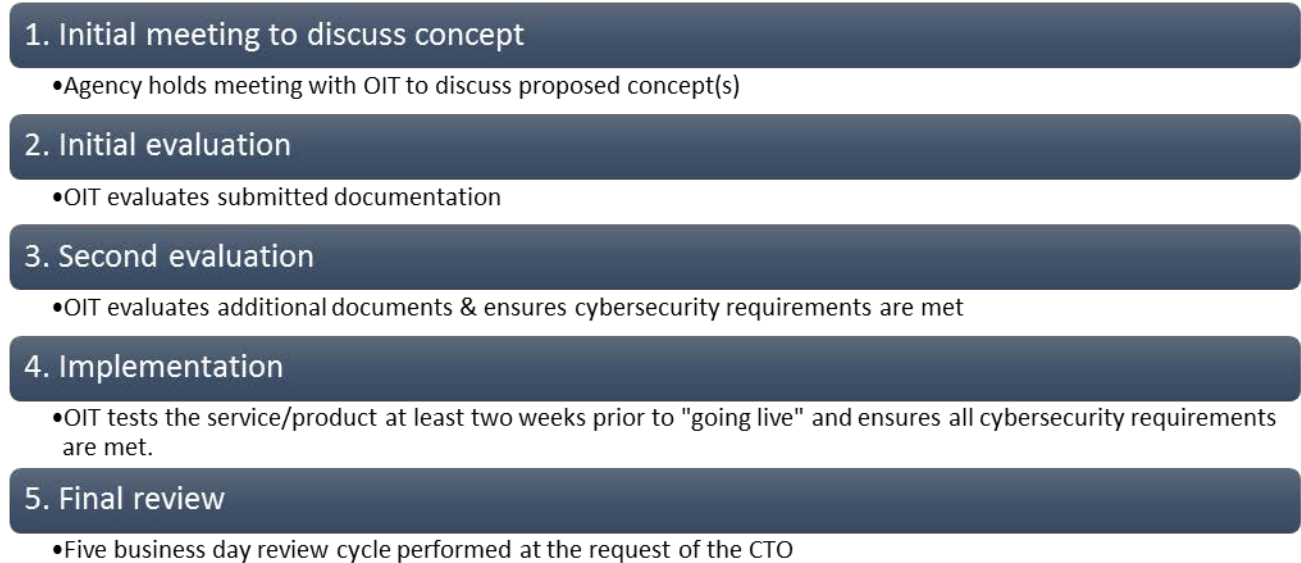 1. Initial meeting to discuss concept
•Agency holds meeting with OIT to discuss proposed concept(s)
2. Initial evaluation
•OIT evaluates submitted documentation
3. Second evaluation
•OIT evaluates additional documents & ensures cybersecurity requirements are met
4. Implementation
•OIT tests the service/product at least two weeks prior to "going live" and ensures all cybersecurity requirements
are met.
5. Final review
•Five business day review cycle performed at the request of the CTO